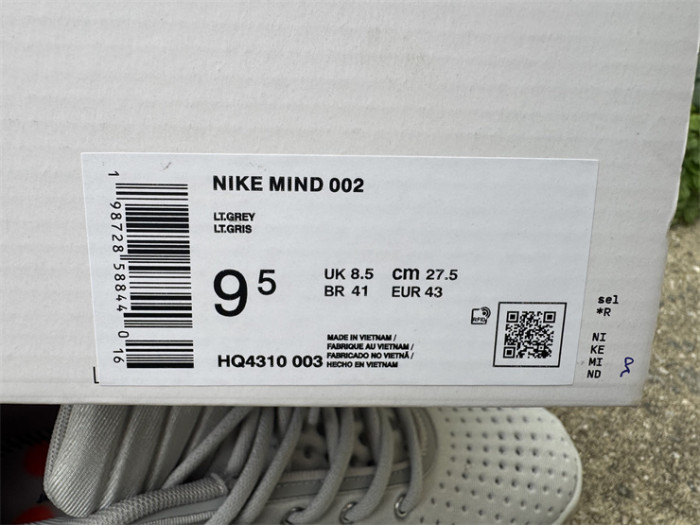 NIKE MIND 002
LT.GREY
LT.GRIS
9 5
UK 8.5 cm 27.5
BR 41 EUR 43
HQ4310 003
MADE IN VIETNAM /
FABRIQUE AU VIETNAM /
FABRICADO NO VIETNÃ /
HECHO EN VIETNAM
1 98728 58844 0 16
RFID
sel
*R
NI
KE
MI
ND